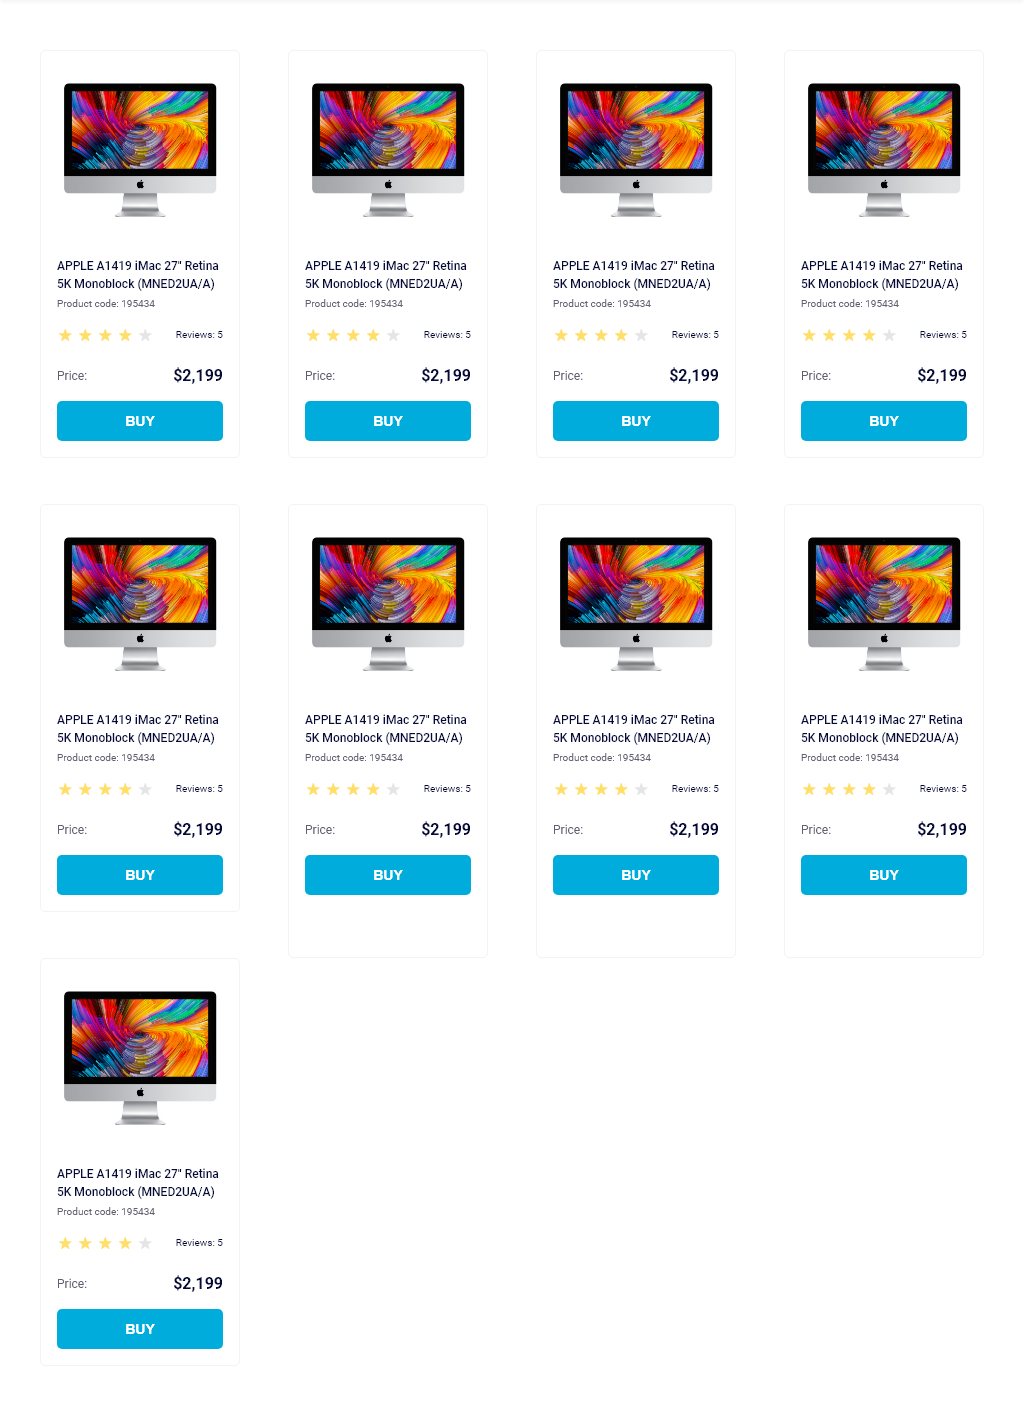 APPLE A1419 iMac 27" Retina
5K Monoblock (MNED2UA/A)
Product code: 195434
Reviews: 5
Price: $2,199
BUY
APPLE A1419 iMac 27" Retina
5K Monoblock (MNED2UA/A)
Product code: 195434
Reviews: 5
Price: $2,199
BUY
APPLE A1419 iMac 27" Retina
5K Monoblock (MNED2UA/A)
Product code: 195434
Reviews: 5
Price: $2,199
BUY
APPLE A1419 iMac 27" Retina
5K Monoblock (MNED2UA/A)
Product code: 195434
Reviews: 5
Price: $2,199
BUY
APPLE A1419 iMac 27" Retina
5K Monoblock (MNED2UA/A)
Product code: 195434
Reviews: 5
Price: $2,199
BUY
APPLE A1419 iMac 27" Retina
5K Monoblock (MNED2UA/A)
Product code: 195434
Reviews: 5
Price: $2,199
BUY
APPLE A1419 iMac 27" Retina
5K Monoblock (MNED2UA/A)
Product code: 195434
Reviews: 5
Price: $2,199
BUY
APPLE A1419 iMac 27" Retina
5K Monoblock (MNED2UA/A)
Product code: 195434
Reviews: 5
Price: $2,199
BUY
APPLE A1419 iMac 27" Retina
5K Monoblock (MNED2UA/A)
Product code: 195434
Reviews: 5
Price: $2,199
BUY